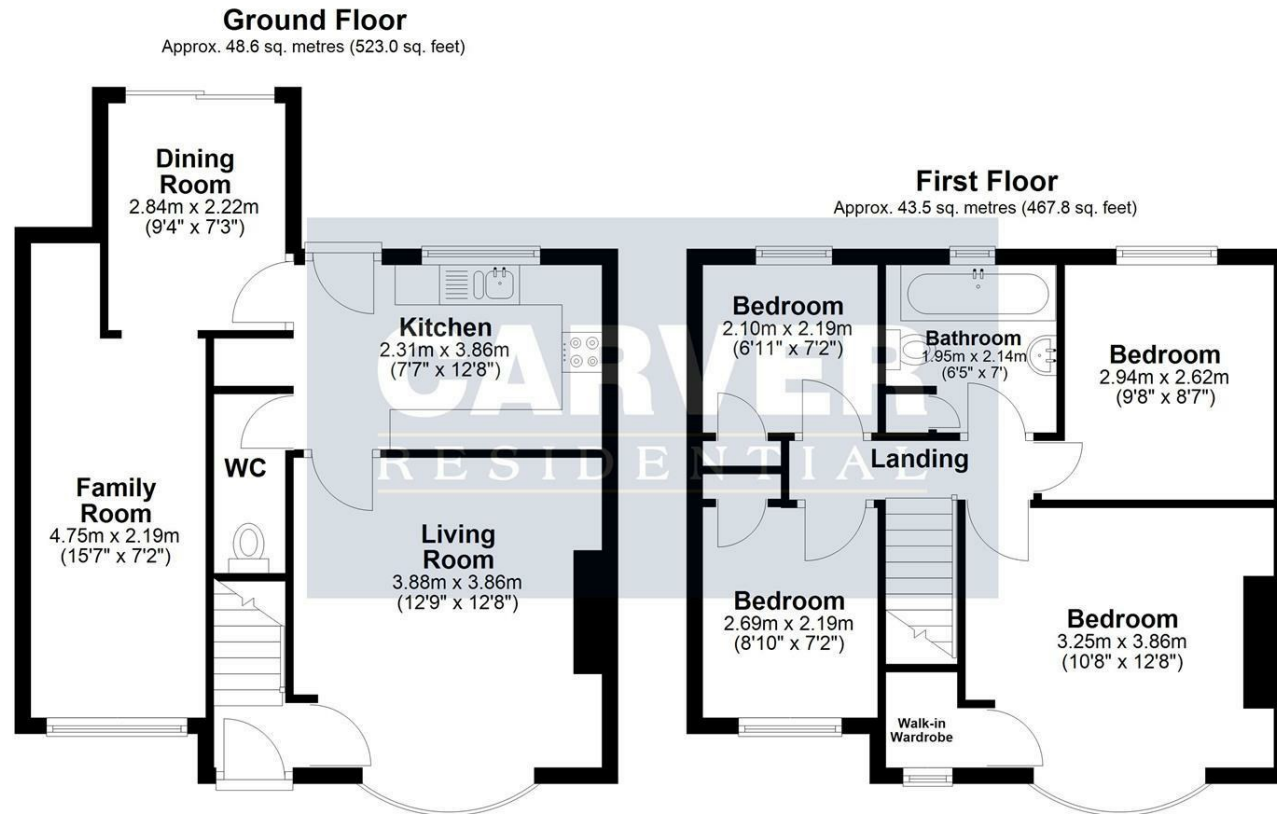 Ground Floor
Approx. 48.6 sq. metres (523.0 sq. feet)
Dining
Room
2.84m x 2.22m
(9'4" x 7'3")
Kitchen
2.31m x 3.86m
(7'7" x 12'8")
WC
Family
Room
4.75m x 2.19m
(15'7" x 7'2")
Living
Room
3.88m x 3.86m
(12'9" x 12'8")
First Floor
Approx. 43.5 sq. metres (467.8 sq. feet)
Bedroom
2.10m x 2.19m
(6'11" x 7'2")
Bathroom
1.95m x 2.14m
(6'5" x 7')
Bedroom
2.94m x 2.62m
(9'8" x 8'7")
Landing
Bedroom
2.69m x 2.19m
(8'10" x 7'2")
Bedroom
3.25m x 3.86m
(10'8" x 12'8")
Walk-in
Wardrobe
CARVER
RESIDENTIAL